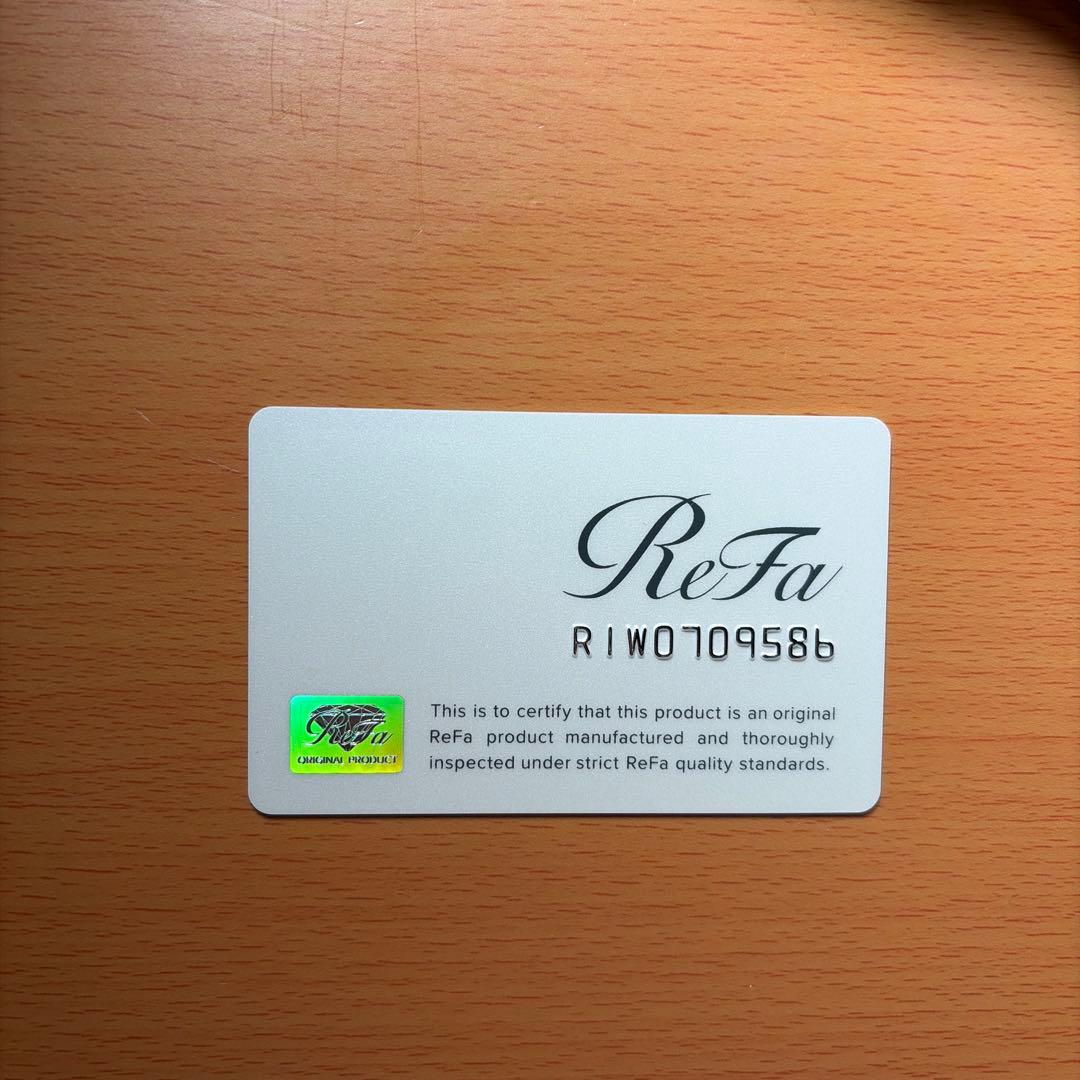 ReFa
RIW0709586
This is to certify that this product is an original
ReFa product manufactured and thoroughly
inspected under strict ReFa quality standards.
ReFa
ORIGINAL PRODUCT